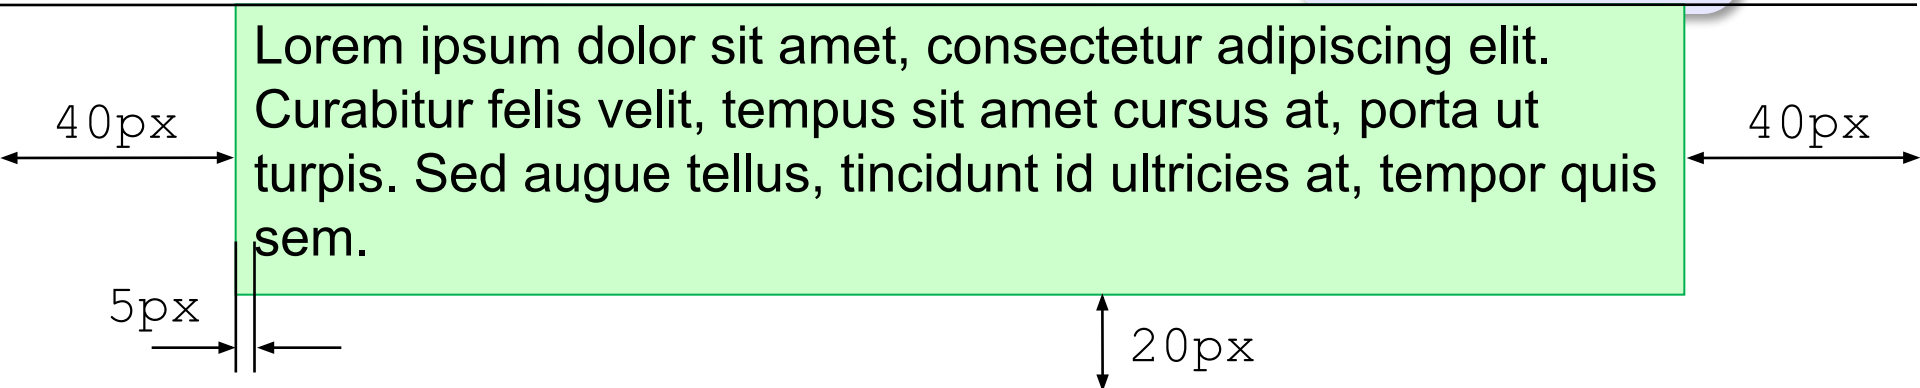 Lorem ipsum dolor sit amet, consectetur adipiscing elit.
Curabitur felis velit, tempus sit amet cursus at, porta ut
turpis. Sed augue tellus, tincidunt id ultricies at, tempor quis
sem.
40px
40px
5px
20px